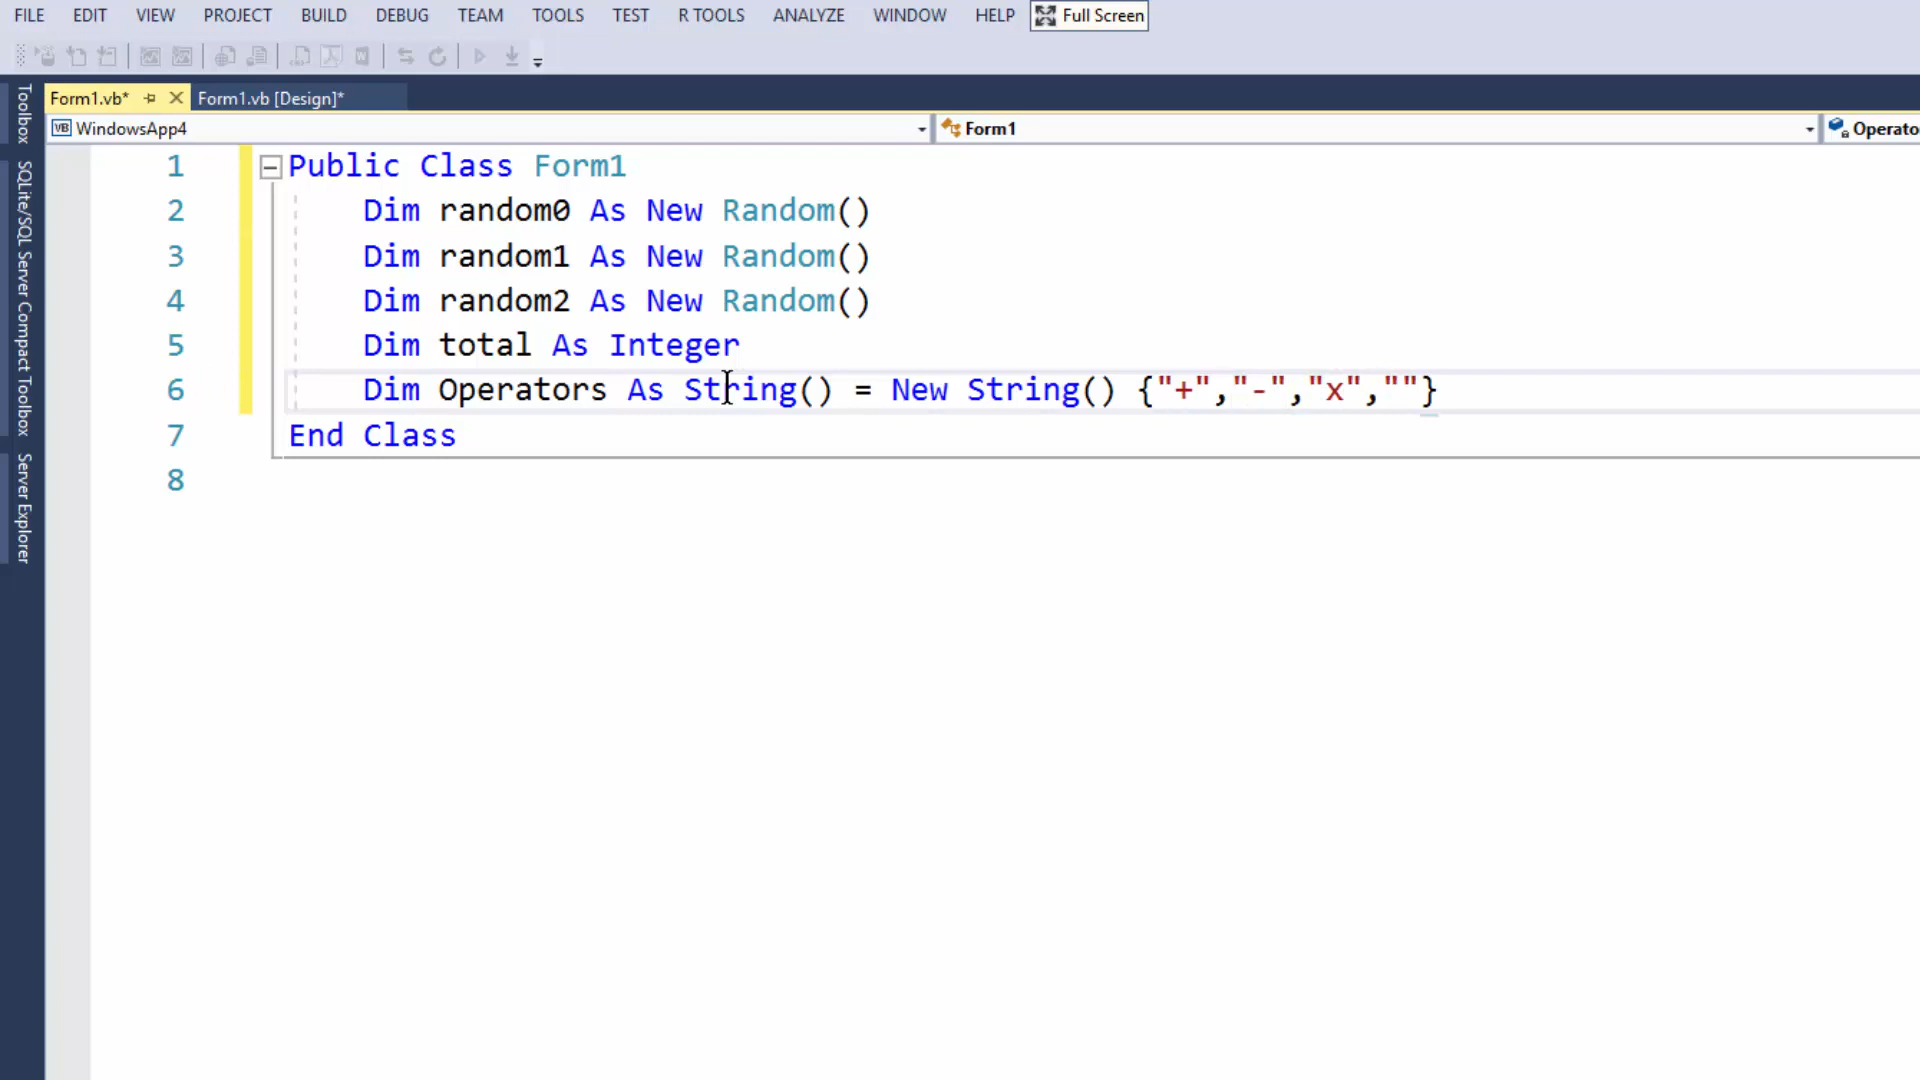 FILE EDIT VIEW PROJECT BUILD DEBUG TEAM TOOLS TEST R TOOLS ANALYZE WINDOW HELP Full Screen
Form1.vb* Form1.vb [Design]*
VB WindowsApp4 Form1 Operato
Toolbox
SQLite/SQL Server Compact Toolbox
Server Explorer
1 Public Class Form1
2 Dim random0 As New Random()
3 Dim random1 As New Random()
4 Dim random2 As New Random()
5 Dim total As Integer
6 Dim Operators As String() = New String() {"+","-","x",""}
7 End Class
8